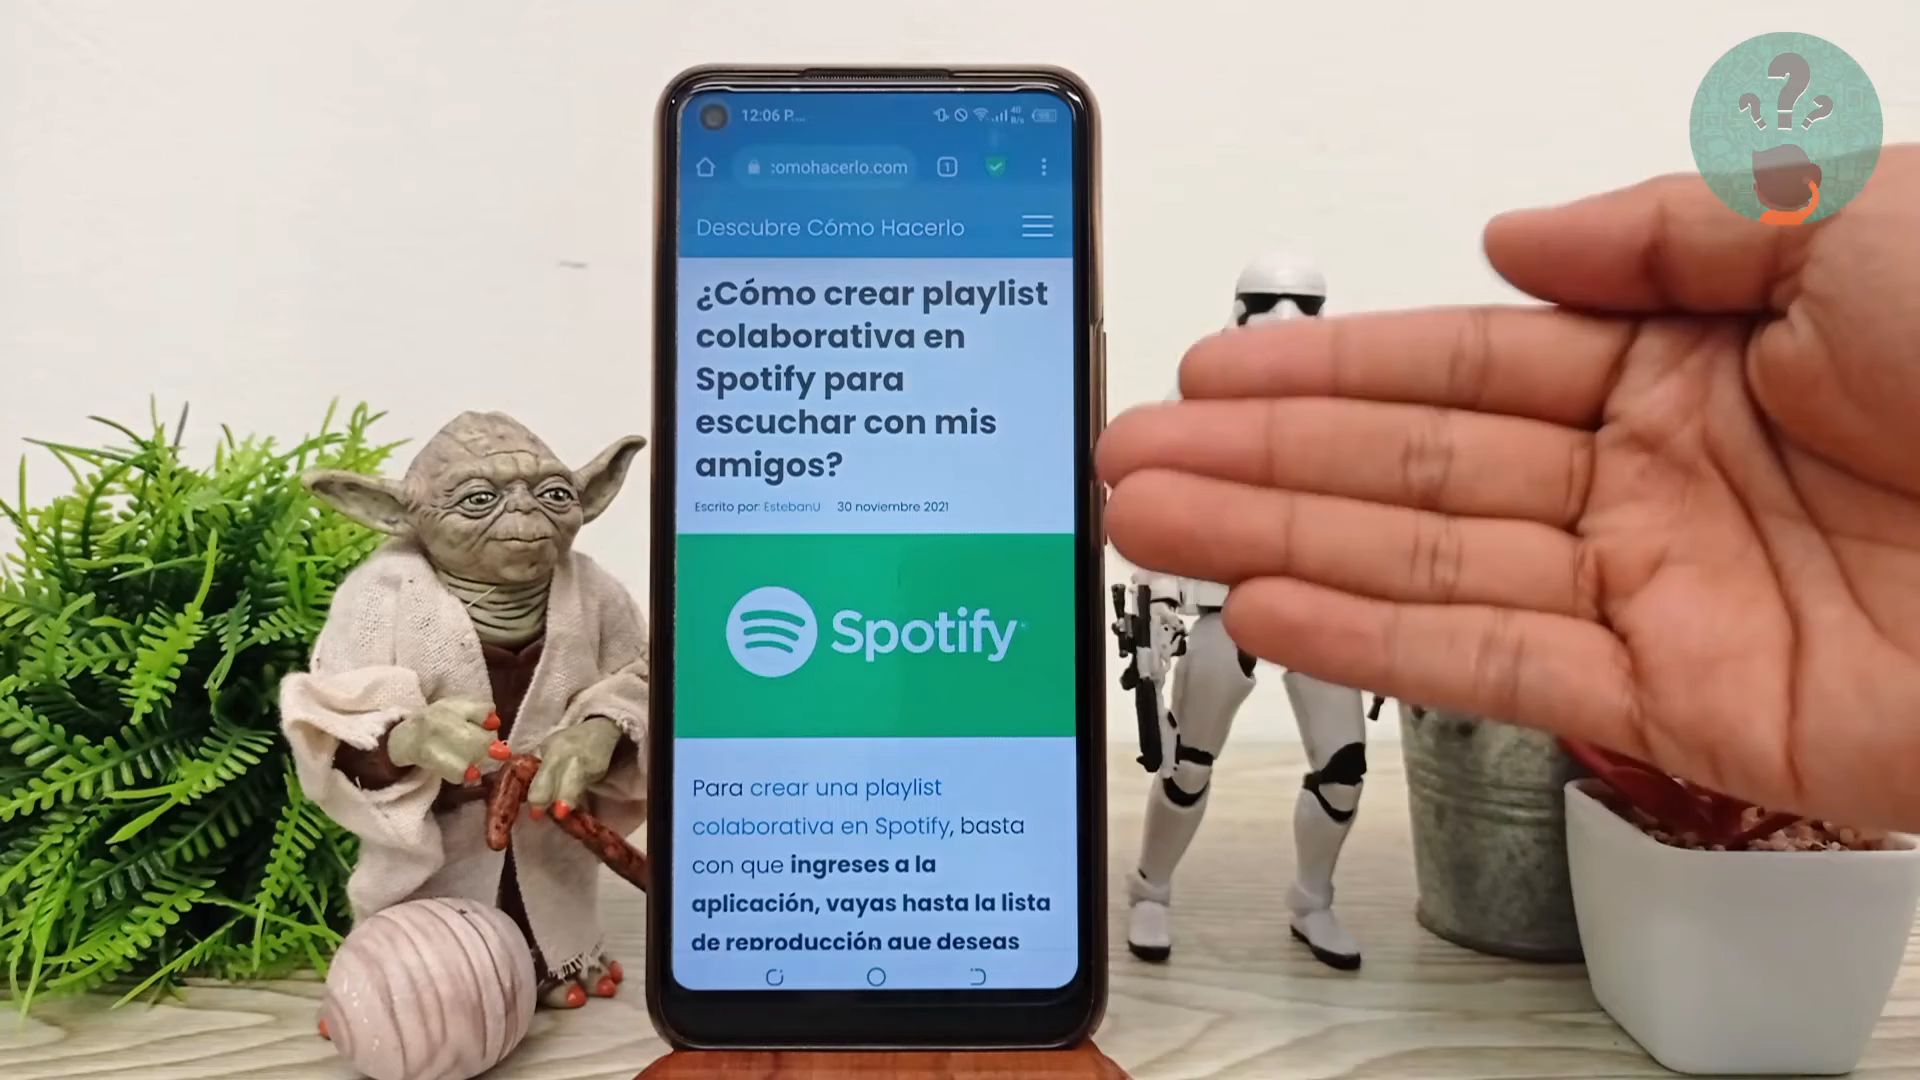 12:06 P...
:omohacerlo.com
1
Descubre Cómo Hacerlo
¿Cómo crear playlist
colaborativa en
Spotify para
escuchar con mis
amigos?
Escrito por: EstebanU 30 noviembre 2021
Spotify
Para crear una playlist
colaborativa en Spotify, basta
con que ingreses a la
aplicación, vayas hasta la lista
de reproducción que deseas